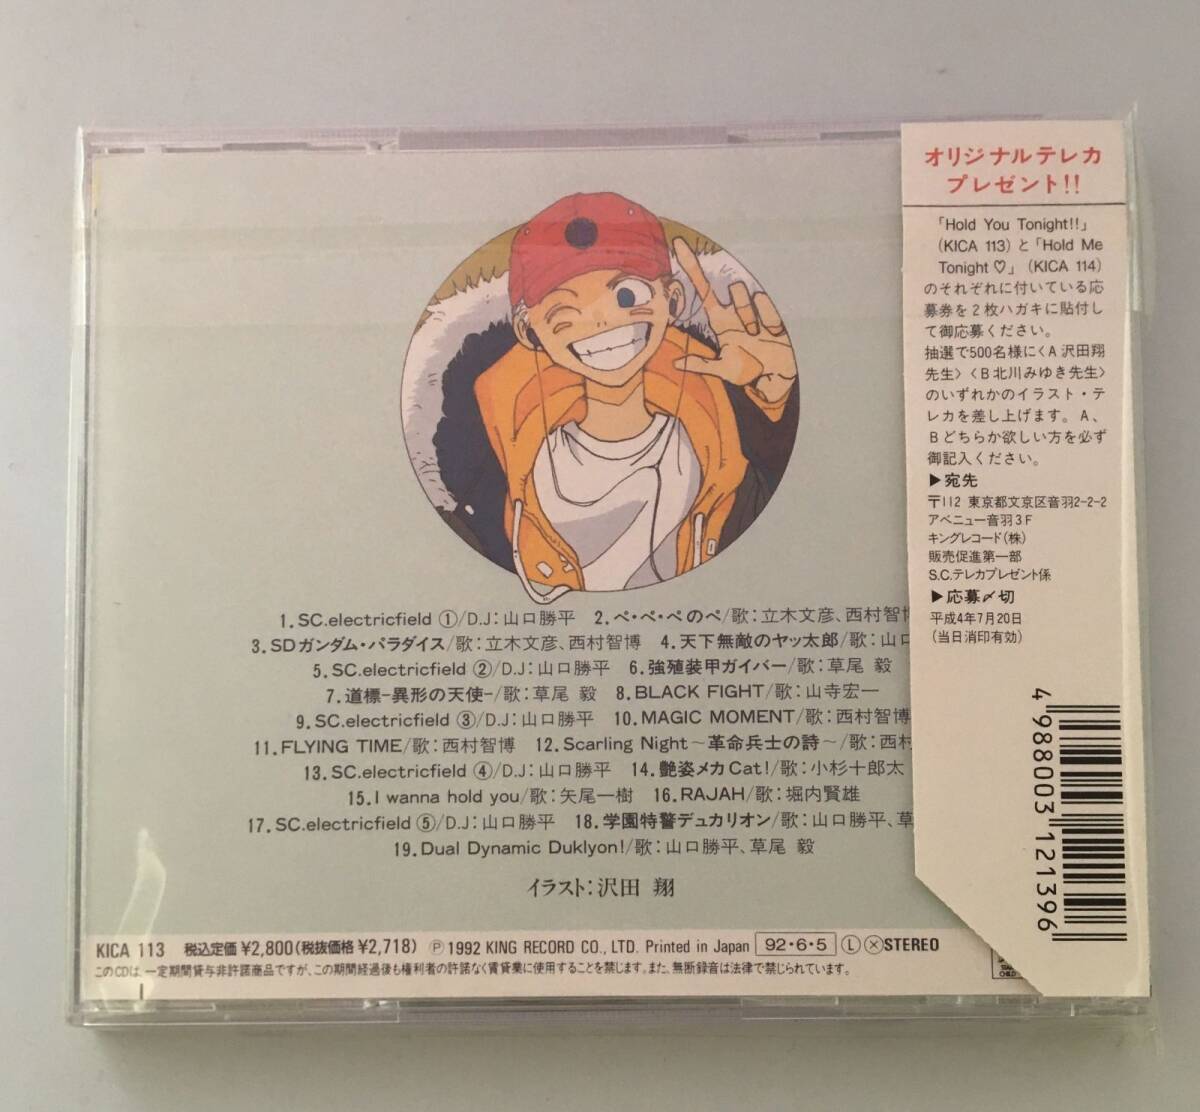 オリジナルテレカ
プレゼント!!
「Hold You Tonight!!」
(KICA 113)と「Hold Me
Tonight♡」(KICA 114)
のそれぞれに付いている応
募券を2枚ハガキに貼付し
て御応募ください。
抽選で500名様に〈A沢田翔
先生〉〈B北川みゆき先生〉
のいずれかのイラスト・テ
レカを差し上げます。A、
Bどちらか欲しい方を必ず
御記入ください。
▶宛先
〒112 東京都文京区音羽2-2-2
アベニュー音羽3F
キングレコード(株)
販売促進第一部
S.C.テレカプレゼント係
▶応募〆切
平成4年7月20日
(当日消印有効)
4 988003 121396
1.SC.electricfield ①/D.J:山口勝平 2.ペ・ペ・ペのペ/歌:立木文彦、西村智博
3.SDガンダム・パラダイス/歌:立木文彦、西村智博 4.天下無敵のヤッ太郎/歌:山口
5.SC.electricfield ②/D.J:山口勝平 6.強殖装甲ガイバー/歌:草尾 毅
7.道標-異形の天使-/歌:草尾 毅 8.BLACK FIGHT/歌:山寺宏一
9.SC.electricfield ③/D.J:山口勝平 10.MAGIC MOMENT/歌:西村智博
11.FLYING TIME/歌:西村智博 12.Scarling Night～革命兵士の詩～/歌:西村
13.SC.electricfield ④/D.J:山口勝平 14.艶姿メカCat!/歌:小杉十郎太
15.I wanna hold you/歌:矢尾一樹 16.RAJAH/歌:堀内賢雄
17.SC.electricfield ⑤/D.J:山口勝平 18.学園特警デュカリオン/歌:山口勝平、草
19.Dual Dynamic Duklyon!/歌:山口勝平、草尾 毅
イラスト:沢田 翔
KICA 113 税込定価¥2,800(税抜価格¥2,718) Ⓟ1992 KING RECORD CO., LTD. Printed in Japan 92・6・5 Ⓛ ⓧ STEREO
このCDは、一定期間貸与非許諾商品ですが、この期間経過後も権利者の許諾なく賃貸業に使用することを禁じます。また、無断録音は法律で禁じられています。